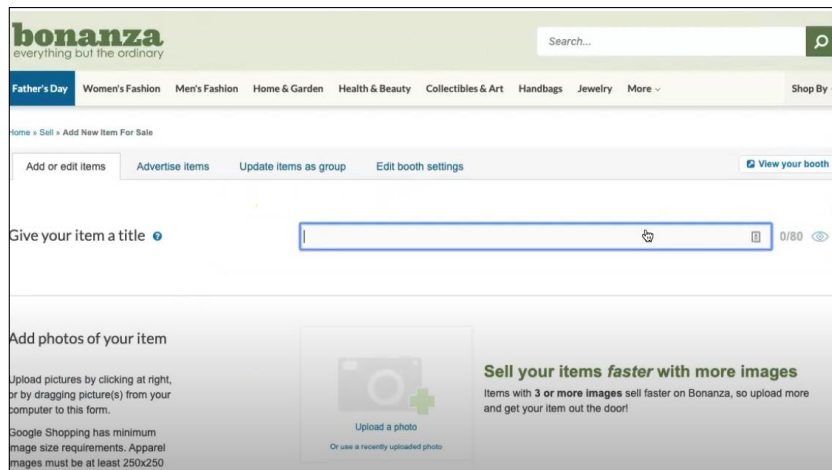 bonanza
everything but the ordinary
Search...
Father's Day Women's Fashion Men's Fashion Home & Garden Health & Beauty Collectibles & Art Handbags Jewelry More Shop By
Home » Sell » Add New Item For Sale
Add or edit items Advertise items Update items as group Edit booth settings View your booth
Give your item a title 0/80
Add photos of your item
Upload pictures by clicking at right,
or by dragging picture(s) from your
computer to this form.
Google Shopping has minimum
image size requirements. Apparel
images must be at least 250x250
Upload a photo
Or use a recently uploaded photo
Sell your items faster with more images
Items with 3 or more images sell faster on Bonanza, so upload more
and get your item out the door!